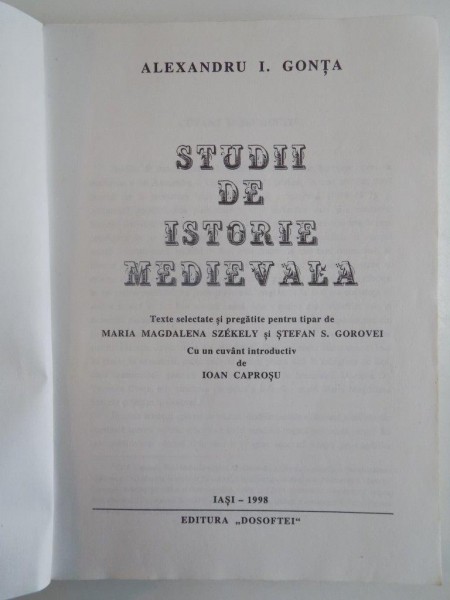 ALEXANDRU I. GONȚA
STUDII
DE
ISTORIE
MEDIEVALA
Texte selectate și pregătite pentru tipar de
MARIA MAGDALENA SZÉKELY și ȘTEFAN S. GOROVEI
Cu un cuvânt introductiv
de
IOAN CAPROȘU
IAȘI – 1998
EDITURA „DOSOFTEI“